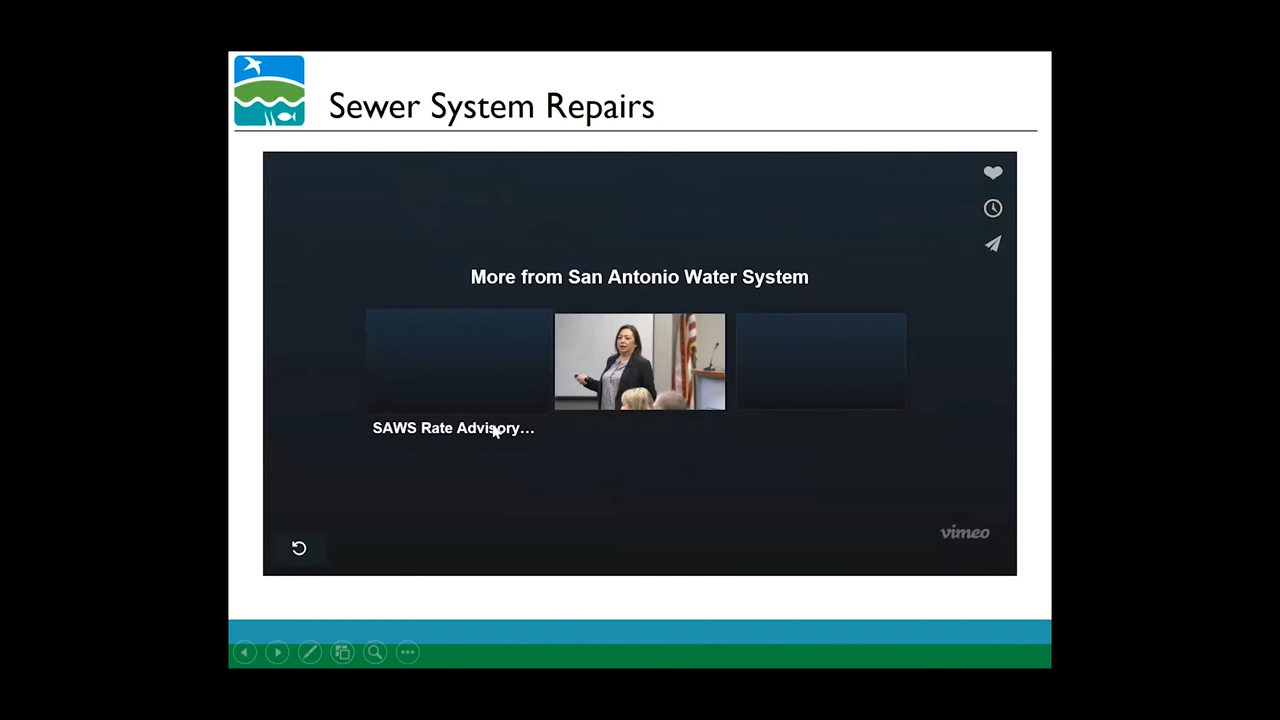 Sewer System Repairs
More from San Antonio Water System
SAWS Rate Advisory...
vimeo